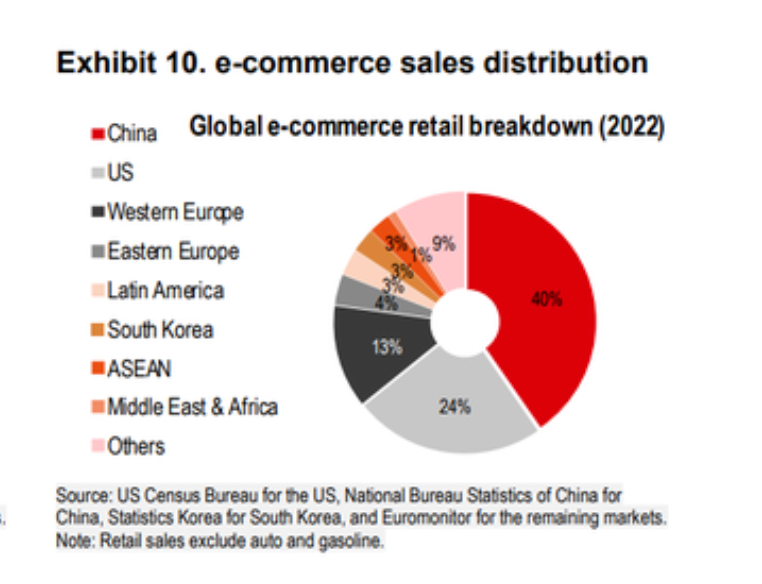 Exhibit 10. e-commerce sales distribution
Global e-commerce retail breakdown (2022)
China
US
Western Europe
Eastern Europe
Latin America
South Korea
ASEAN
Middle East & Africa
Others
40%
24%
13%
4%
3%
3%
3%
1%
9%
Source: US Census Bureau for the US, National Bureau Statistics of China for
China, Statistics Korea for South Korea, and Euromonitor for the remaining markets.
Note: Retail sales exclude auto and gasoline.